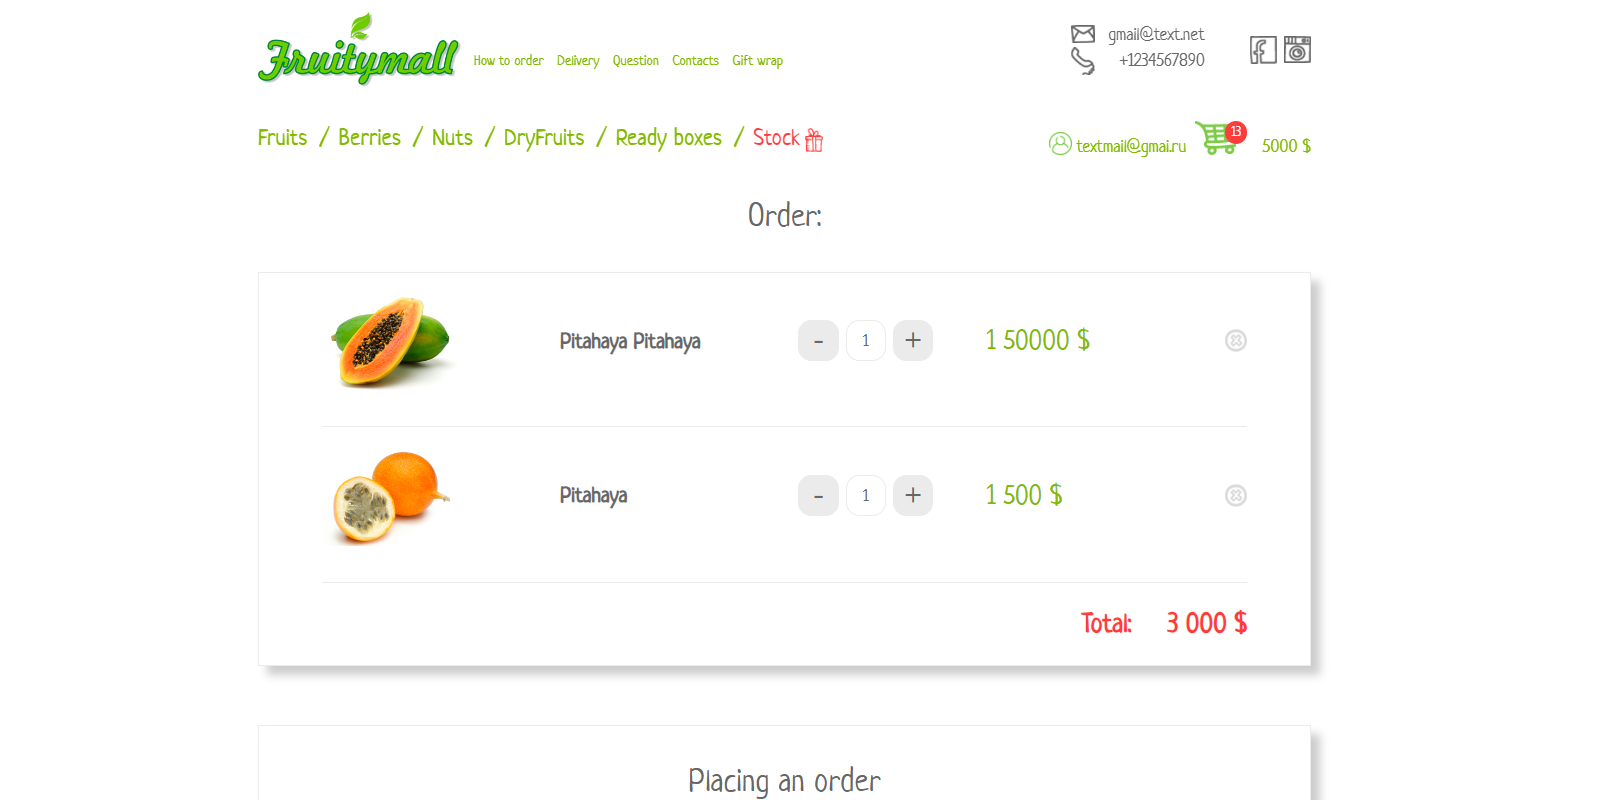 Fruitymall
How to order Delivery Question Contacts Gift wrap
gmail@text.net
+1234567890
Fruits / Berries / Nuts / DryFruits / Ready boxes / Stock
textmail@gmai.ru 13 5000 $
Order:
Pitahaya Pitahaya - 1 + 1 50000 $
Pitahaya - 1 + 1 500 $
Total: 3 000 $
Placing an order